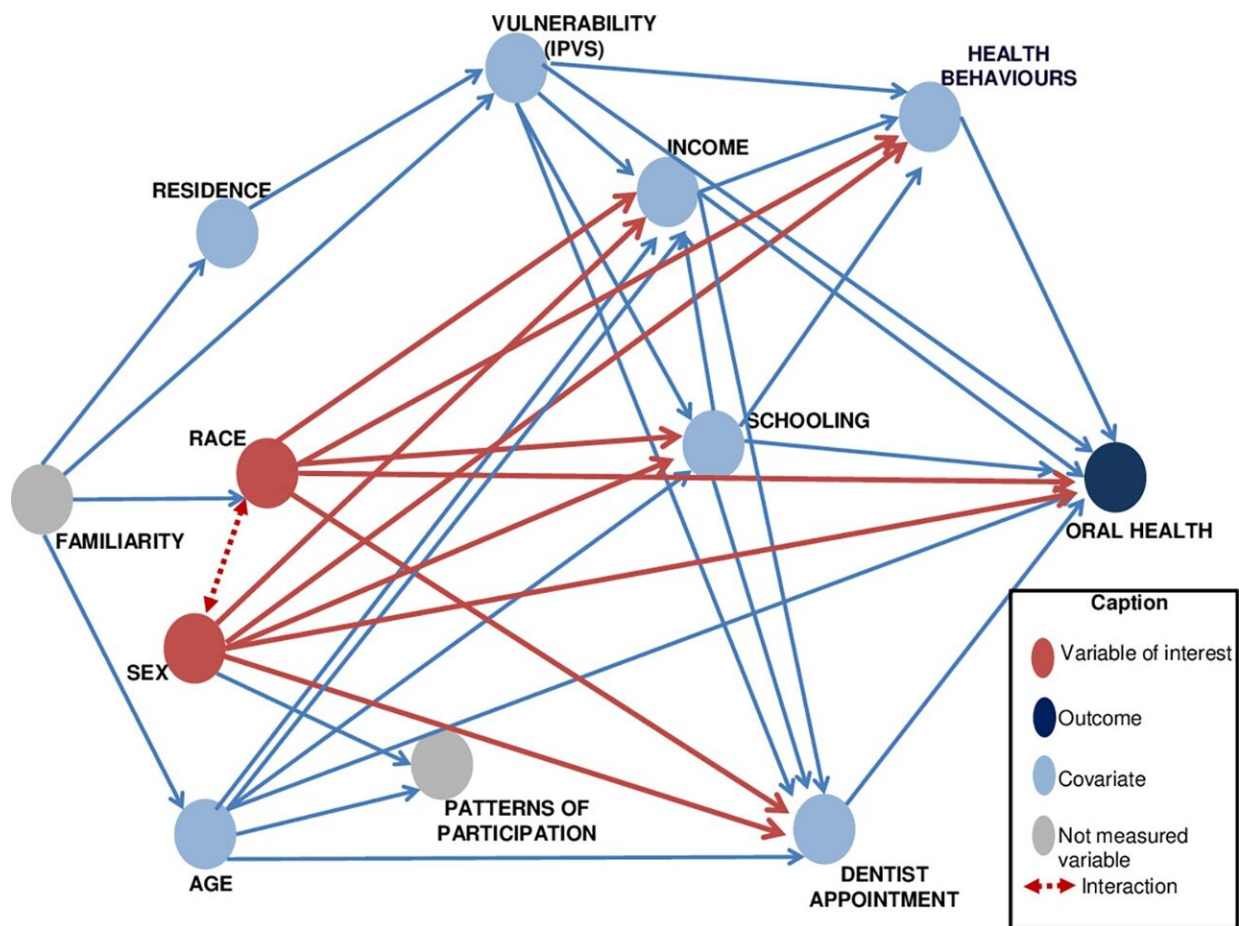 VULNERABILITY
(IPVS)
HEALTH
BEHAVIOURS
INCOME
RESIDENCE
RACE
SCHOOLING
FAMILIARITY
ORAL HEALTH
SEX
PATTERNS OF
PARTICIPATION
AGE
DENTIST
APPOINTMENT
Caption
Variable of interest
Outcome
Covariate
Not measured
variable
Interaction